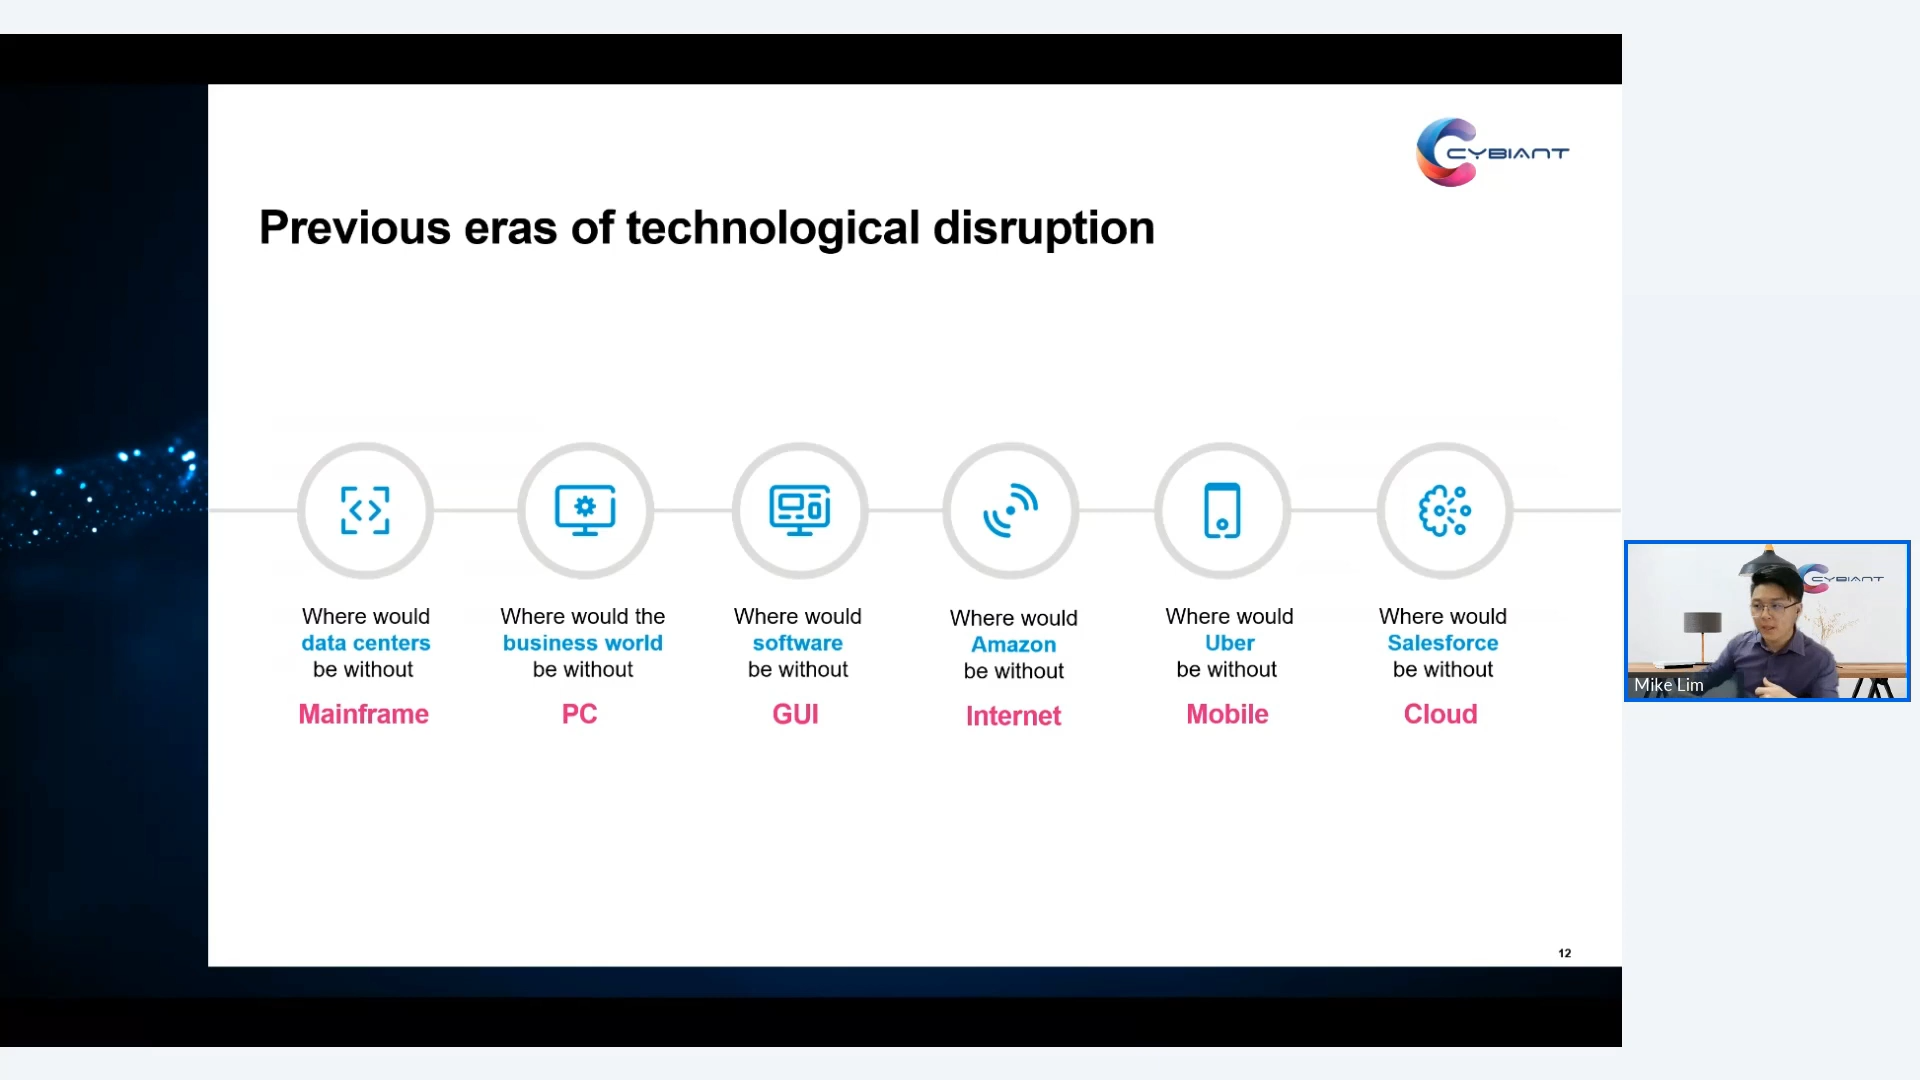 CYBIANT
Previous eras of technological disruption
Where would
data centers
be without
Mainframe
Where would the
business world
be without
PC
Where would
software
be without
GUI
Where would
Amazon
be without
Internet
Where would
Uber
be without
Mobile
Where would
Salesforce
be without
Cloud
12
CYBIANT
Mike Lim